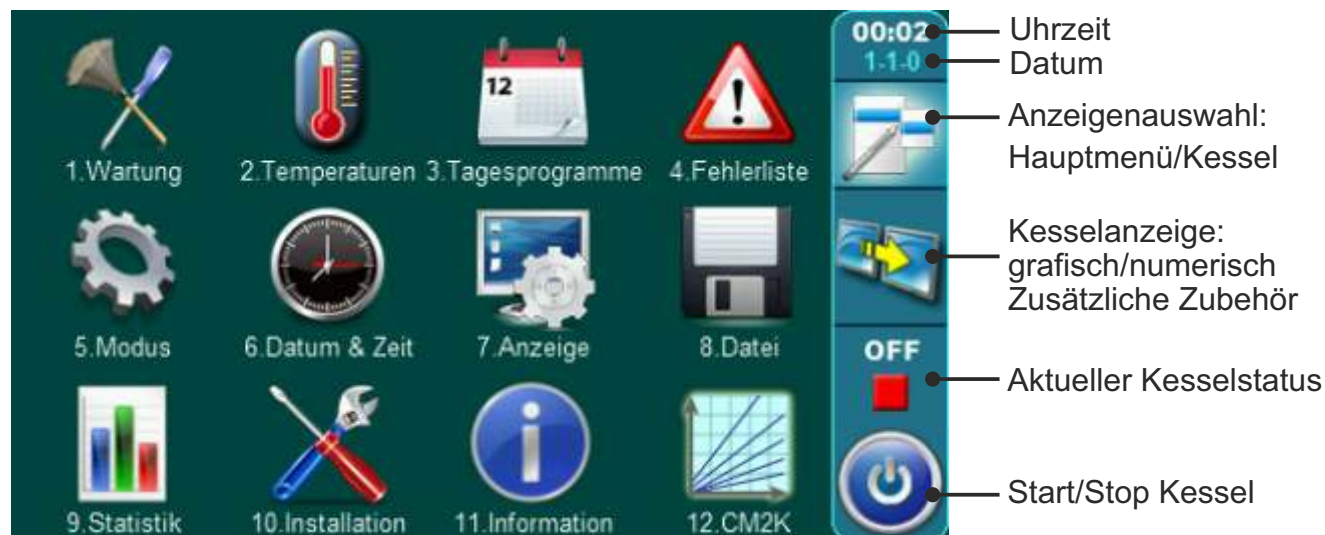 00:02
1-1-0
Uhrzeit
Datum
12
1.Wartung
2.Temperaturen
3.Tagesprogramme
4.Fehlerliste
Anzeigenauswahl:
Hauptmenü/Kessel
5.Modus
6.Datum & Zeit
7.Anzeige
8.Datei
Kesselanzeige:
grafisch/numerisch
Zusätzliche Zubehör
OFF
Aktueller Kesselstatus
9.Statistik
10.Installation
11.Information
12.CM2K
Start/Stop Kessel